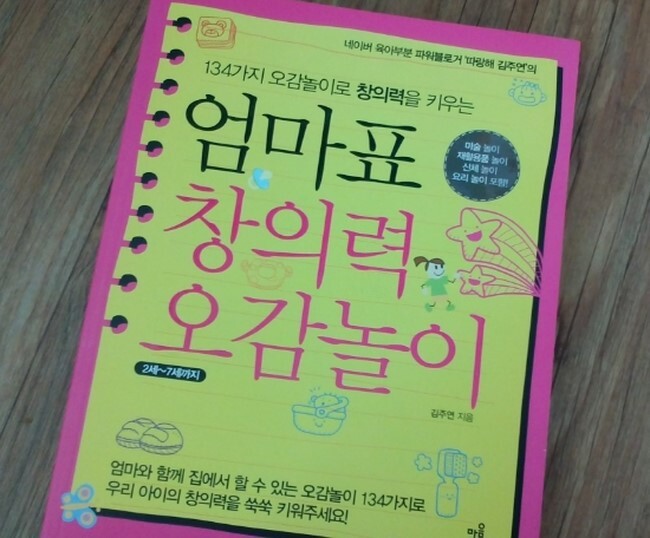 네이버 육아부분 파워블로거 '따랑해 김주연'의
134가지 오감놀이로 창의력을 키우는
엄마표
창의력
오감놀이
미술 놀이
재활용품 놀이
신체 놀이
요리 놀이 포함!
2세~7세까지
김주연 지음
엄마와 함께 집에서 할 수 있는 오감놀이 134가지로
우리 아이의 창의력을 쑥쑥 키워주세요!